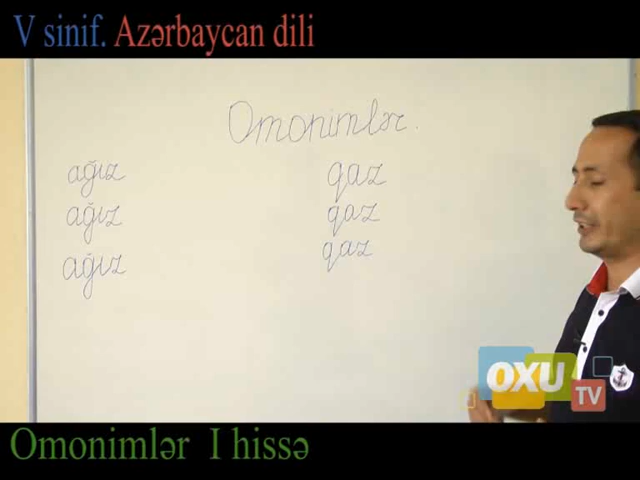 V sinif. Azərbaycan dili
Omonimlər.
ağız qaz
ağız qaz
ağız qaz
OXU
TV
Omonimlər I hissə